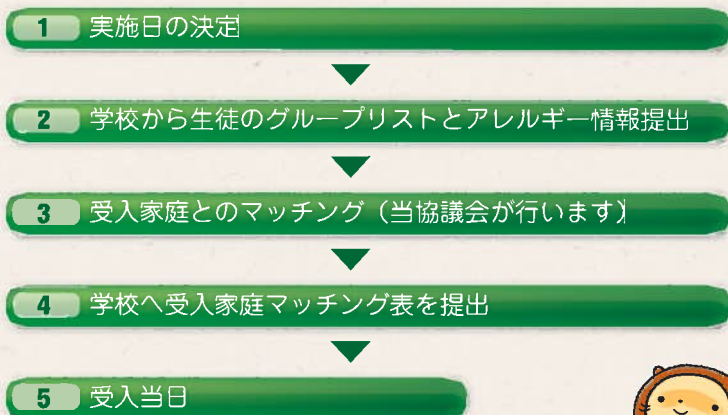 1 実施日の決定
2 学校から生徒のグループリストとアレルギー情報提出
3 受入家庭とのマッチング（当協議会が行います）
4 学校へ受入家庭マッチング表を提出
5 受入当日